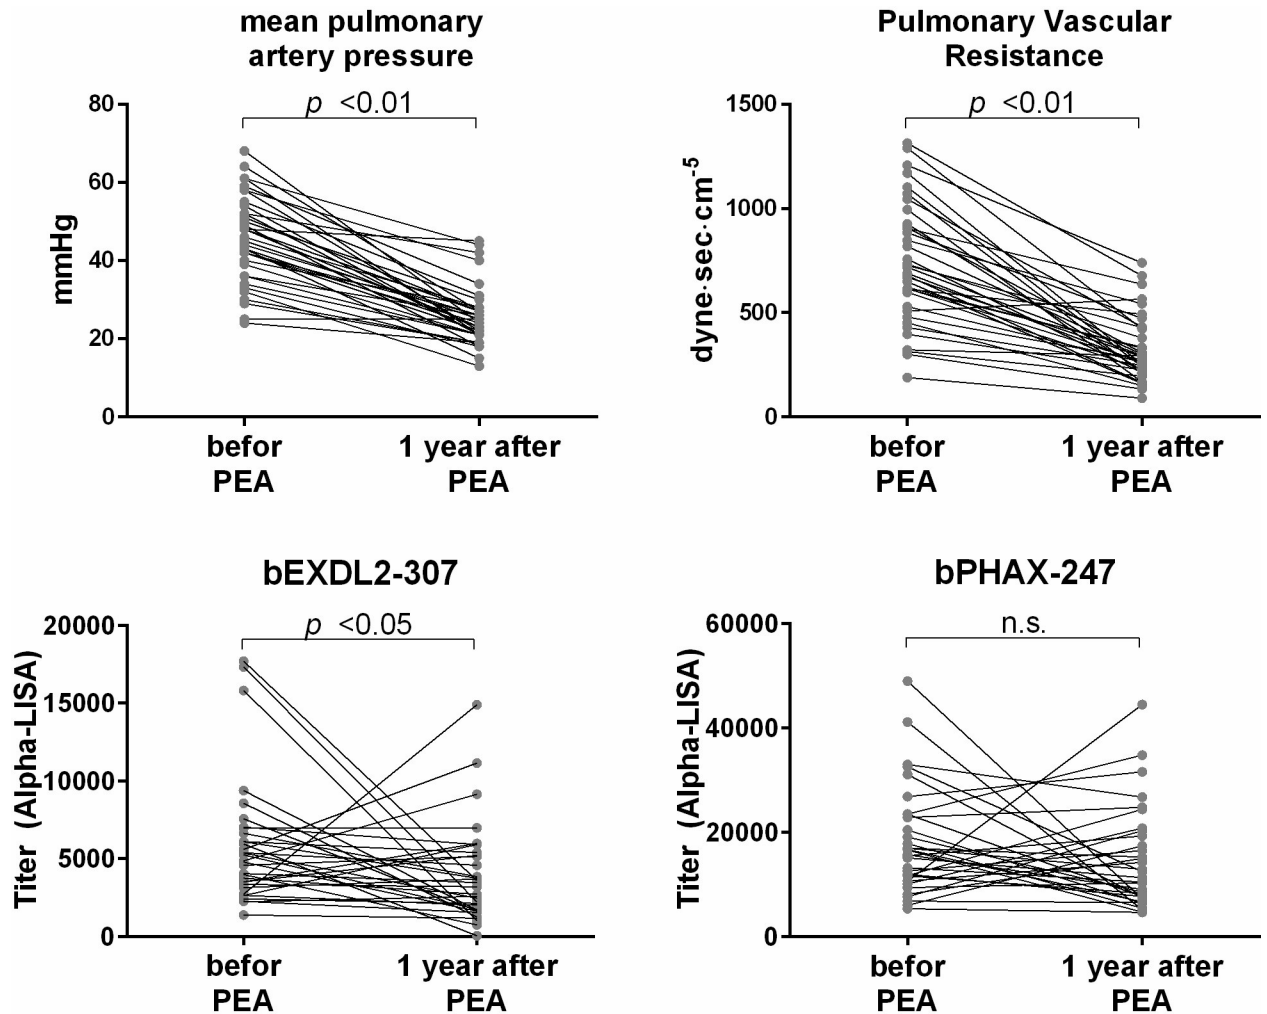 mean pulmonary
artery pressure
p <0.01
80
60
40
20
0
mmHg
befor
PEA
1 year after
PEA
Pulmonary Vascular
Resistance
p <0.01
1500
1000
500
0
dyne·sec·cm-5
befor
PEA
1 year after
PEA
bEXDL2-307
p <0.05
20000
15000
10000
5000
0
Titer (Alpha-LISA)
befor
PEA
1 year after
PEA
bPHAX-247
n.s.
60000
40000
20000
0
Titer (Alpha-LISA)
befor
PEA
1 year after
PEA